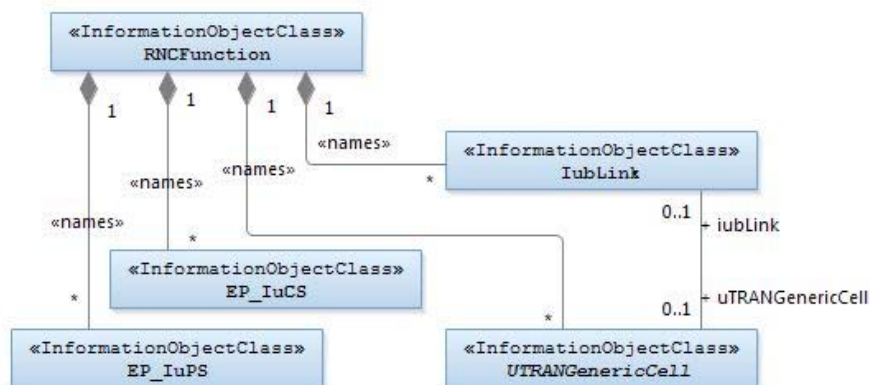 «InformationObjectClass»
RNCFunction
1
1
1
1
«names»
«InformationObjectClass»
IubLink
*
«names»
«names»
0..1
+ iubLink
«names»
*
«InformationObjectClass»
EP_IuCS
*
+ uTRANGenericCell
0..1
*
«InformationObjectClass»
EP_IuPS
«InformationObjectClass»
UTRANGenericCell